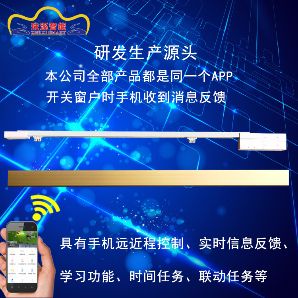 研发生产源头
本公司全部产品都是同一个APP
开关窗户时手机收到消息反馈
具有手机远近程控制、实时信息反馈、
学习功能、时间任务、联动任务等